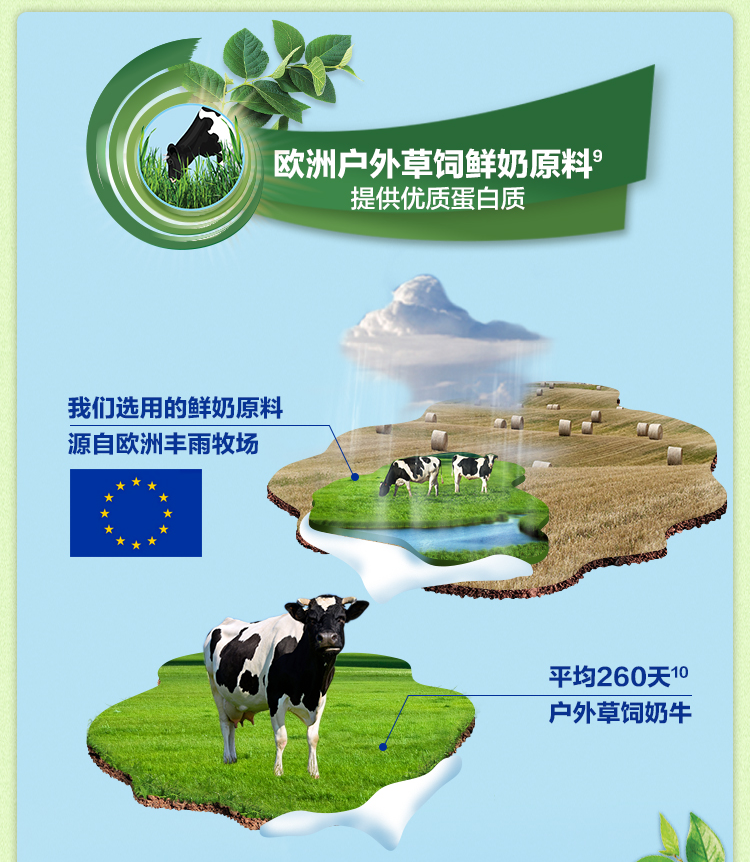 欧洲户外草饲鲜奶原料⁹
提供优质蛋白质
我们选用的鲜奶原料
源自欧洲丰雨牧场
平均260天¹⁰
户外草饲奶牛